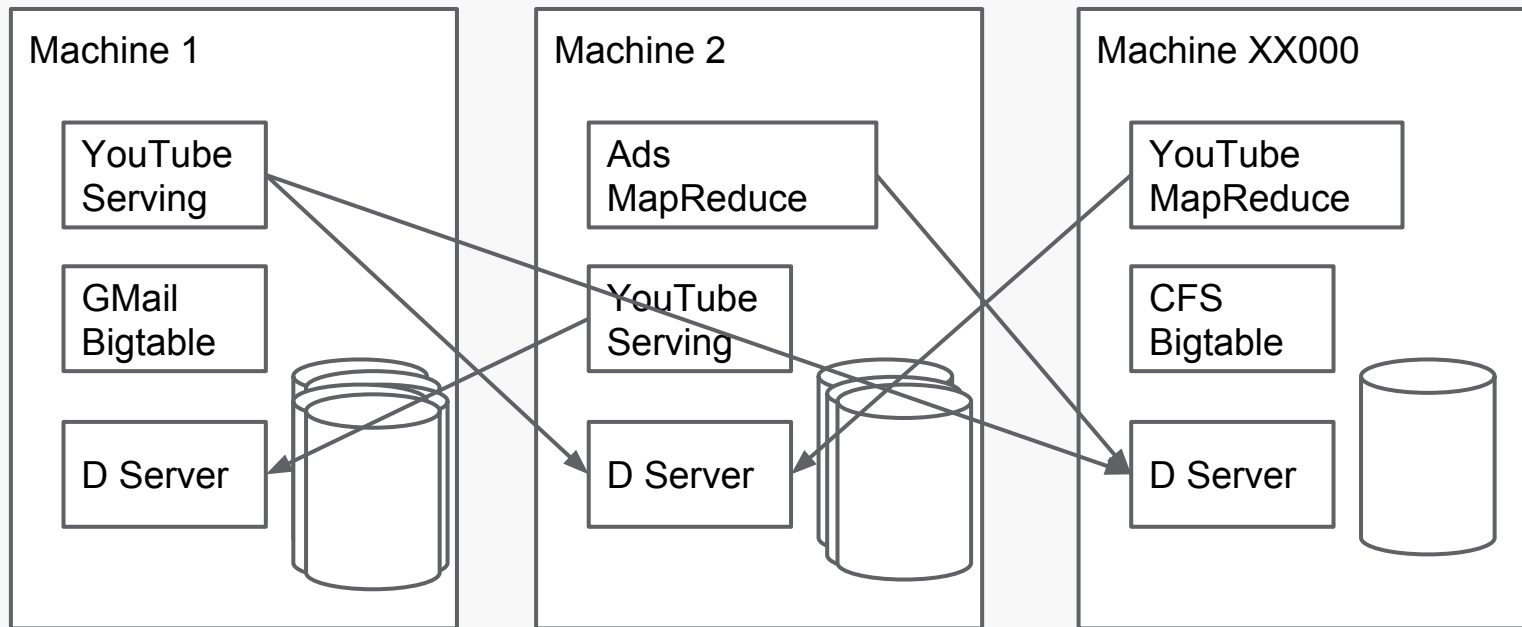 Machine 1
YouTube
Serving
GMail
Bigtable
D Server
Machine 2
Ads
MapReduce
YouTube
Serving
D Server
Machine XX000
YouTube
MapReduce
CFS
Bigtable
D Server